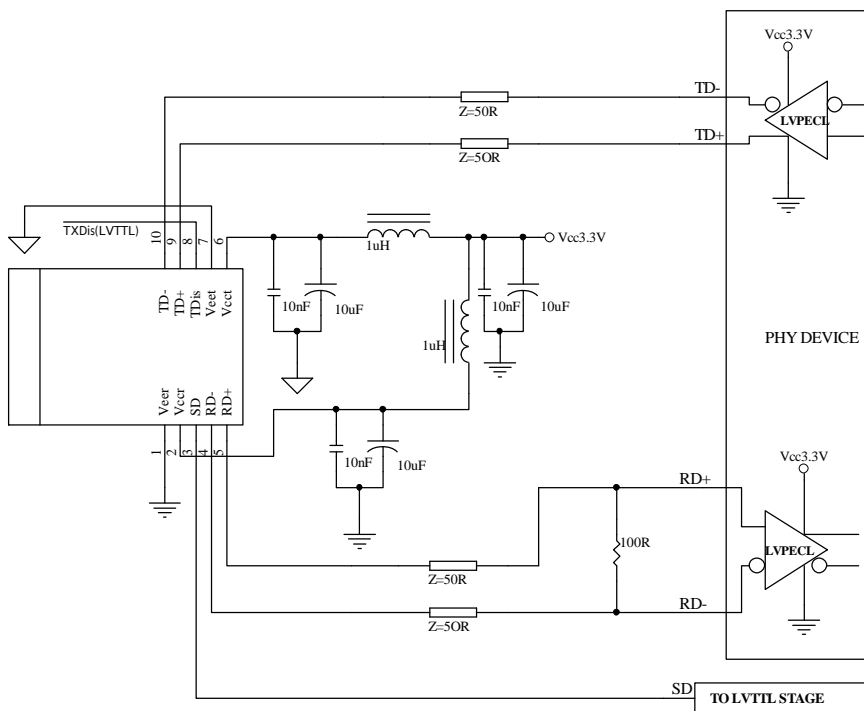 Vcc3.3V
TD-
LVPECL
Z=50R
TD+
Z=5OR
TXDis(LVTTL)
10
9
8
7
6
1uH
Vcc3.3V
TD-
TD+
TDis
Veet
Vcct
10nF
10uF
10nF
10uF
1uH
PHY DEVICE
Veer
Vccr
SD
RD-
RD+
1
2
3
4
5
10nF
10uF
Vcc3.3V
RD+
100R
LVPECL
Z=50R
RD-
Z=5OR
SD
TO LVTTL STAGE